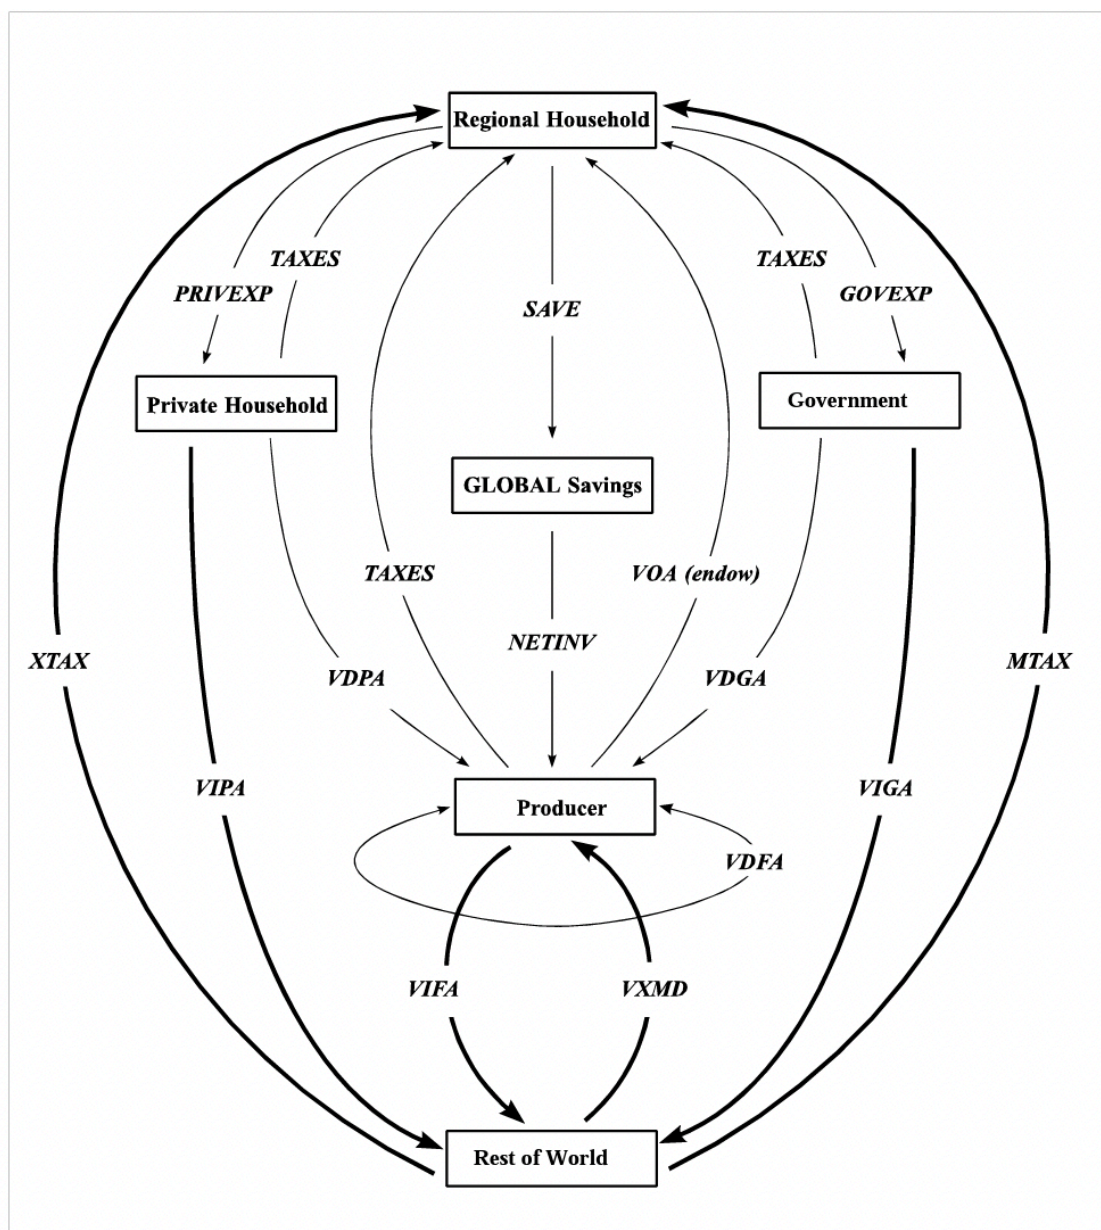 Regional Household
TAXES
TAXES
PRIVEXP
GOVEXP
SAVE
Private Household
Government
GLOBAL Savings
TAXES
VOA (endow)
NETINV
XTAX
MTAX
VDPA
VDGA
VIPA
VIGA
Producer
VDFA
VIFA
VXMD
Rest of World